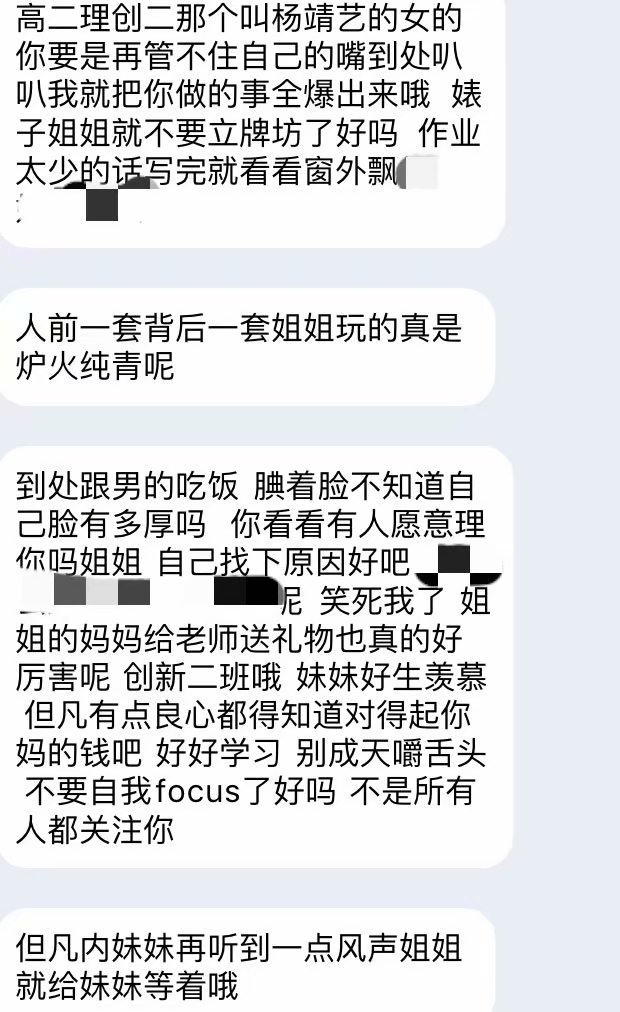 高二理创二那个叫杨靖艺的女的
你要是再管不住自己的嘴到处叭
叭我就把你做的事全爆出来哦 婊
子姐姐就不要立牌坊了好吗 作业
太少的话写完就看看窗外飘
人前一套背后一套姐姐玩的真是
炉火纯青呢
到处跟男的吃饭 腆着脸不知道自
己脸有多厚吗 你看看有人愿意理
你吗姐姐 自己找下原因好吧
呢 笑死我了 姐
姐的妈妈给老师送礼物也真的好
厉害呢 创新二班哦 妹妹好生羡慕
但凡有点良心都得知道对得起你
妈的钱吧 好好学习 别成天嚼舌头
不要自我focus了好吗 不是所有
人都关注你
但凡内妹妹再听到一点风声姐姐
就给妹妹等着哦